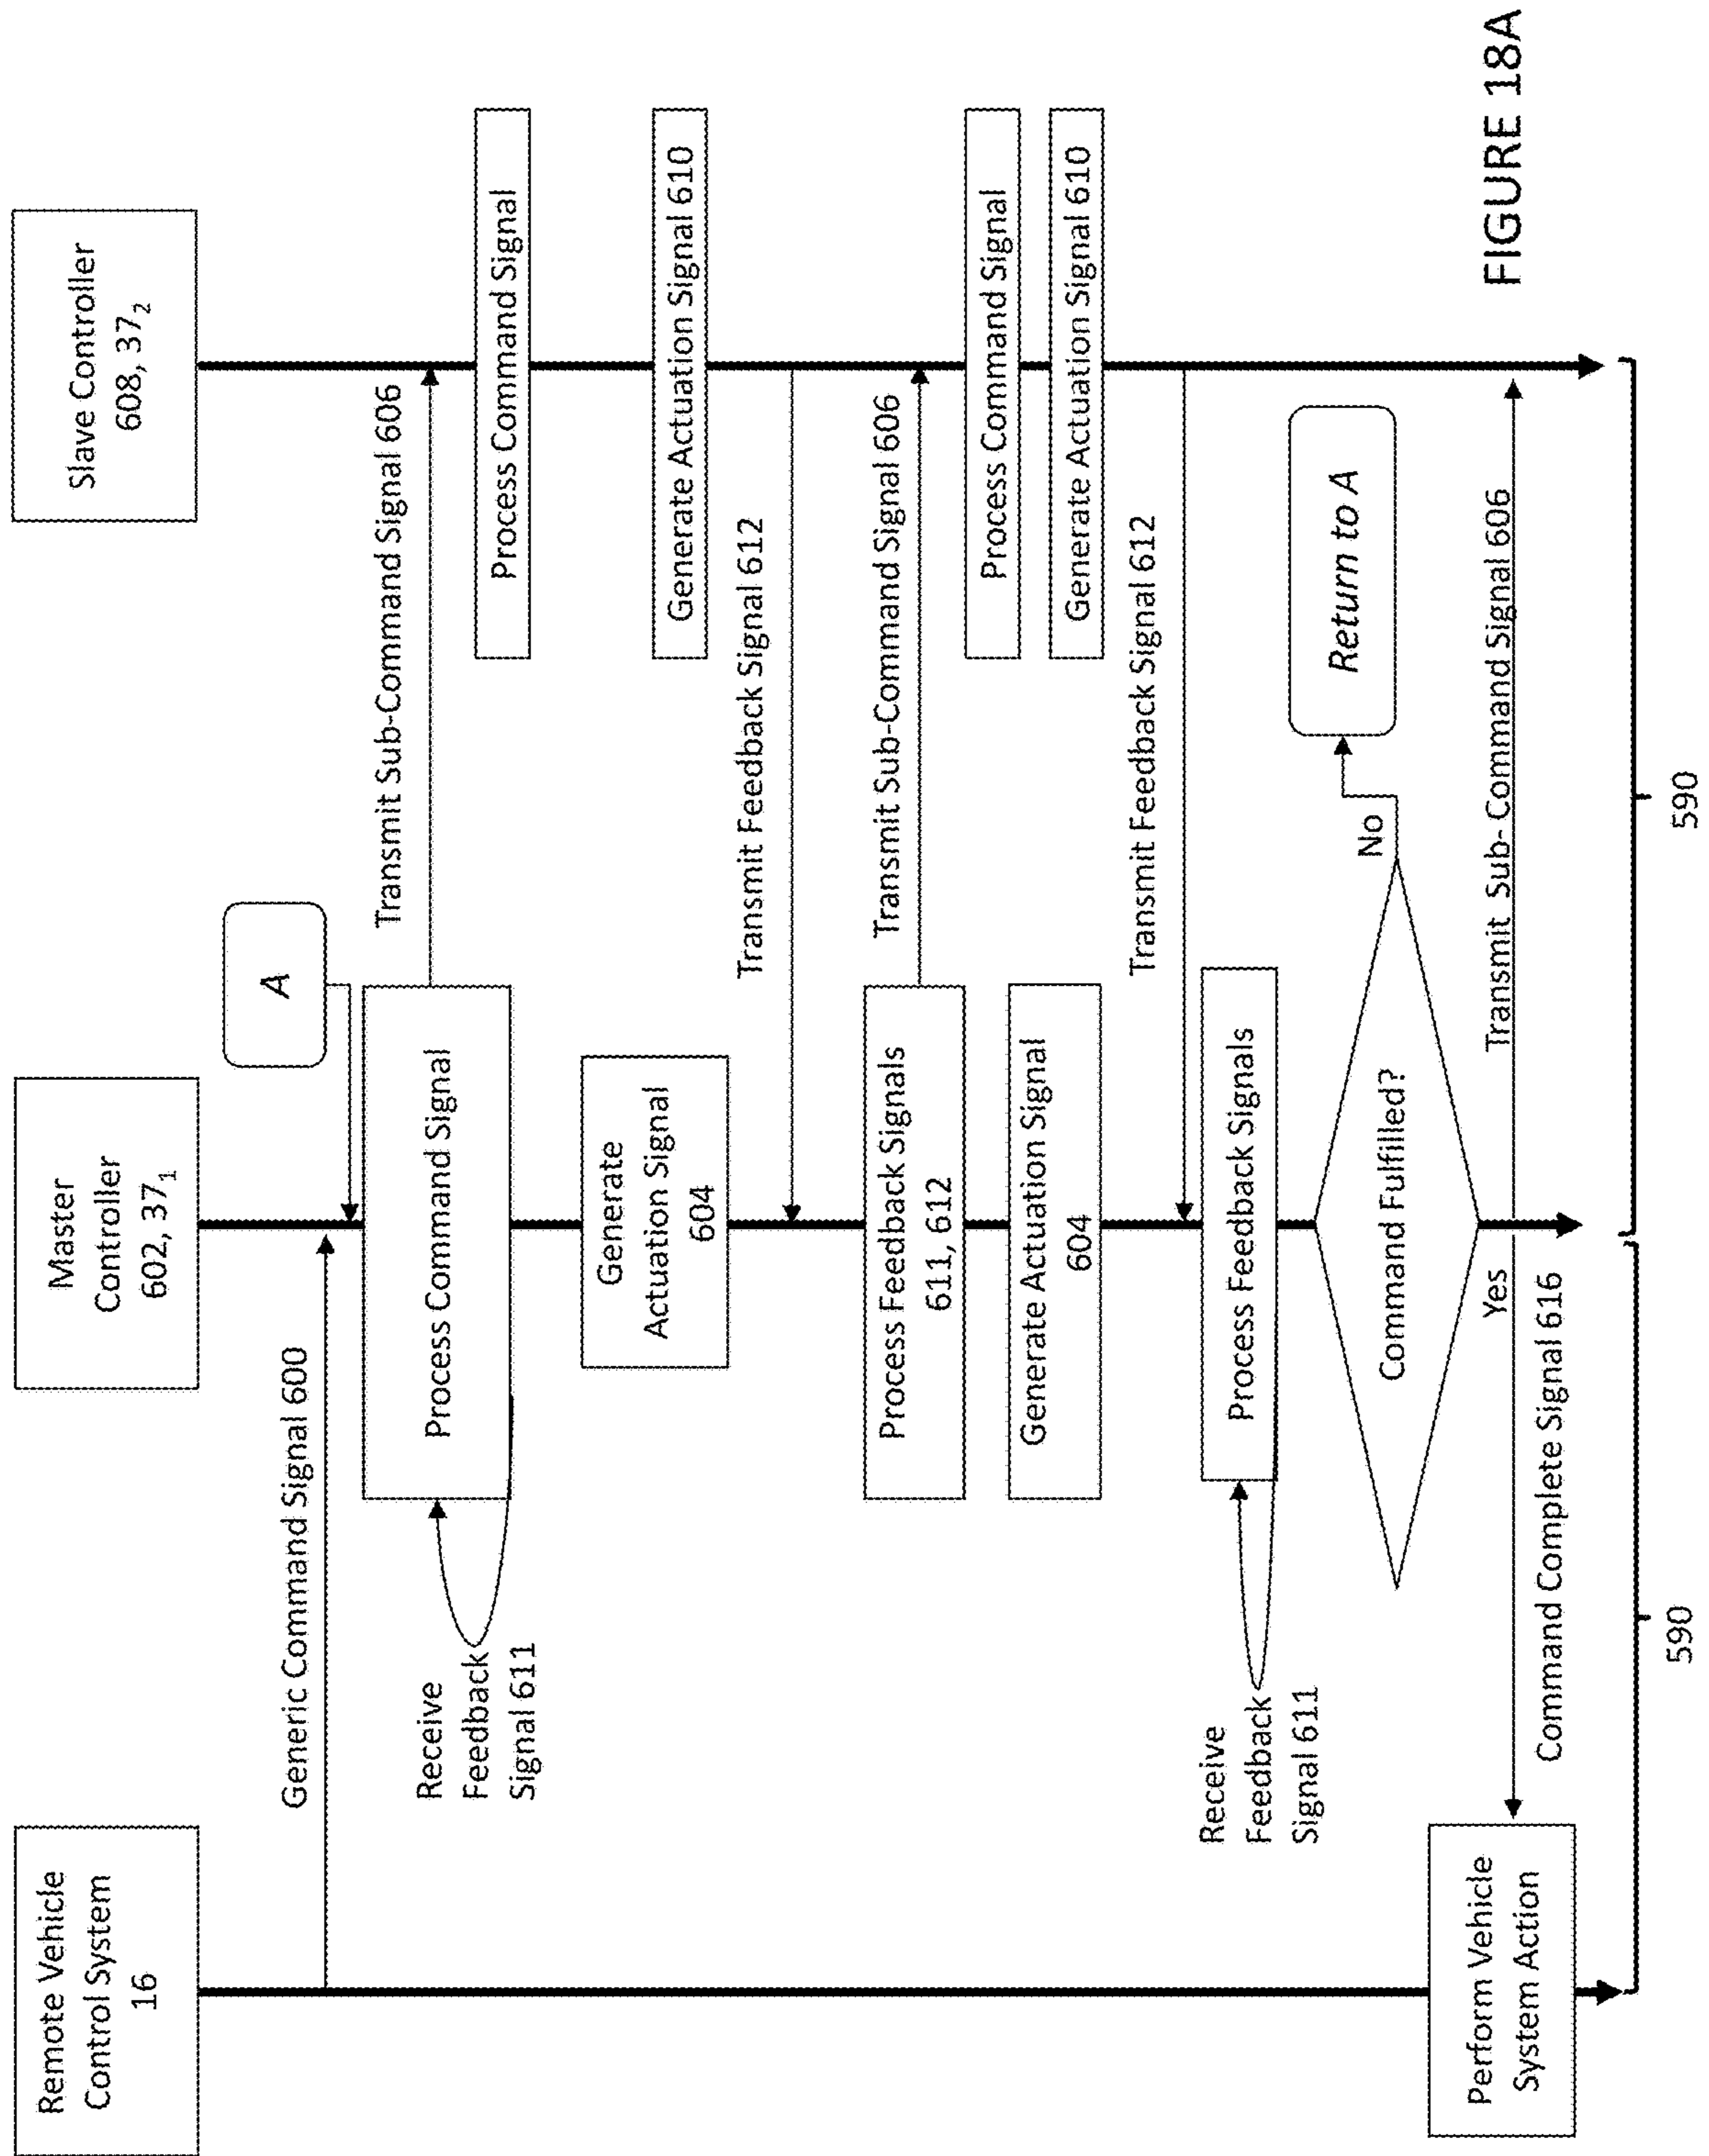 Remote Vehicle
Control System
16
Master
Controller
602, 37₁
Slave Controller
608, 37₂
Generic Command Signal 600
A
Process Command Signal
Transmit Sub-Command Signal 606
Receive
Feedback
Signal 611
Process Command Signal
Generate
Actuation Signal
604
Generate Actuation Signal 610
Transmit Feedback Signal 612
Process Feedback Signals
611, 612
Transmit Sub-Command Signal 606
Generate Actuation Signal
604
Process Command Signal
Generate Actuation Signal 610
Transmit Feedback Signal 612
Receive
Feedback
Signal 611
Process Feedback Signals
Command Fulfilled?
No
Return to A
Yes
Transmit Sub- Command Signal 606
Command Complete Signal 616
Perform Vehicle
System Action
590
590
FIGURE 18A